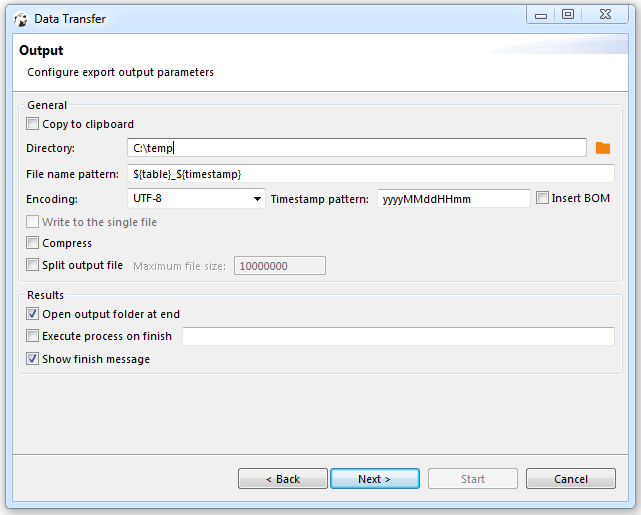 Data Transfer
Output
Configure export output parameters
General
Copy to clipboard
Directory: C:\temp
File name pattern: ${table}_${timestamp}
Encoding: UTF-8 Timestamp pattern: yyyyMMddHHmm Insert BOM
Write to the single file
Compress
Split output file Maximum file size: 10000000
Results
Open output folder at end
Execute process on finish
Show finish message
< Back Next > Start Cancel